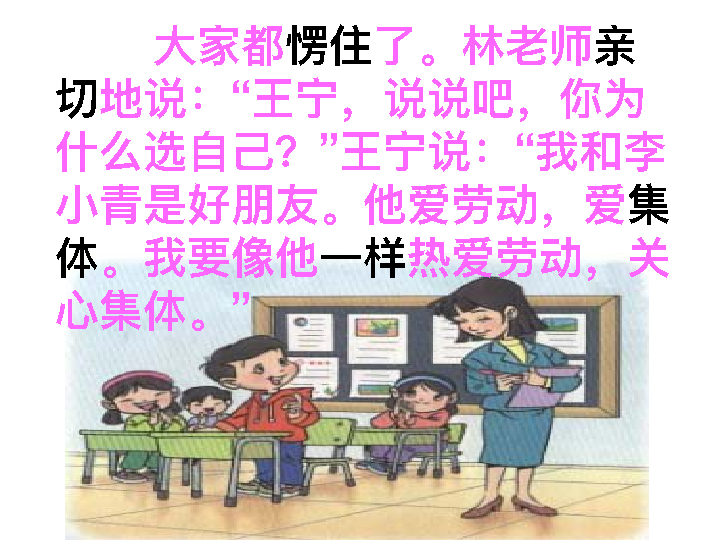 大家都愣住了。林老师亲
切地说：“王宁，说说吧，你为
什么选自己？”王宁说：“我和李
小青是好朋友。他爱劳动，爱集
体。我要像他一样热爱劳动，关
心集体。”